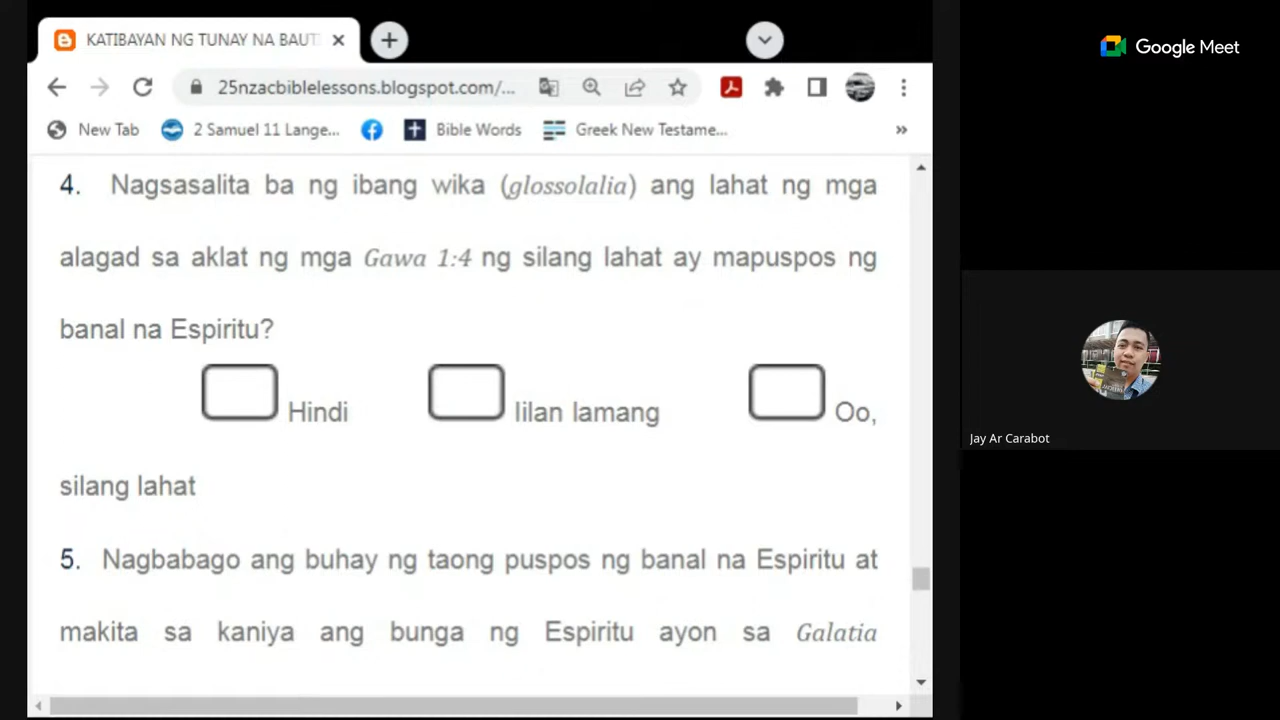 KATIBAYAN NG TUNAY NA BAUT
Google Meet
25nzacbiblelessons.blogspot.com/...
New Tab
2 Samuel 11 Lange...
Bible Words
Greek New Testame...
»
4. Nagsasalita ba ng ibang wika (glossolalia) ang lahat ng mga
alagad sa aklat ng mga Gawa 1:4 ng silang lahat ay mapuspos ng
banal na Espiritu?
Hindi
Iilan lamang
Oo,
silang lahat
5. Nagbabago ang buhay ng taong puspos ng banal na Espiritu at
makita sa kaniya ang bunga ng Espiritu ayon sa Galatia
Jay Ar Carabot